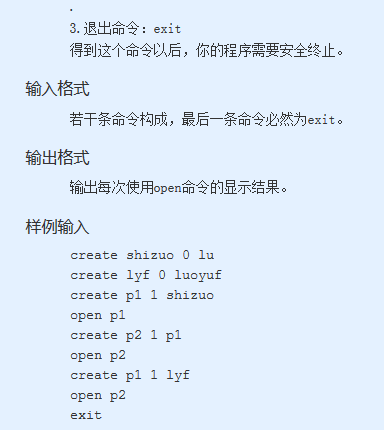 .
3.退出命令：exit
得到这个命令以后，你的程序需要安全终止。
输入格式
若干条命令构成，最后一条命令必然为exit。
输出格式
输出每次使用open命令的显示结果。
样例输入
create shizuo 0 lu
create lyf 0 luoyuf
create p1 1 shizuo
open p1
create p2 1 p1
open p2
create p1 1 lyf
open p2
exit